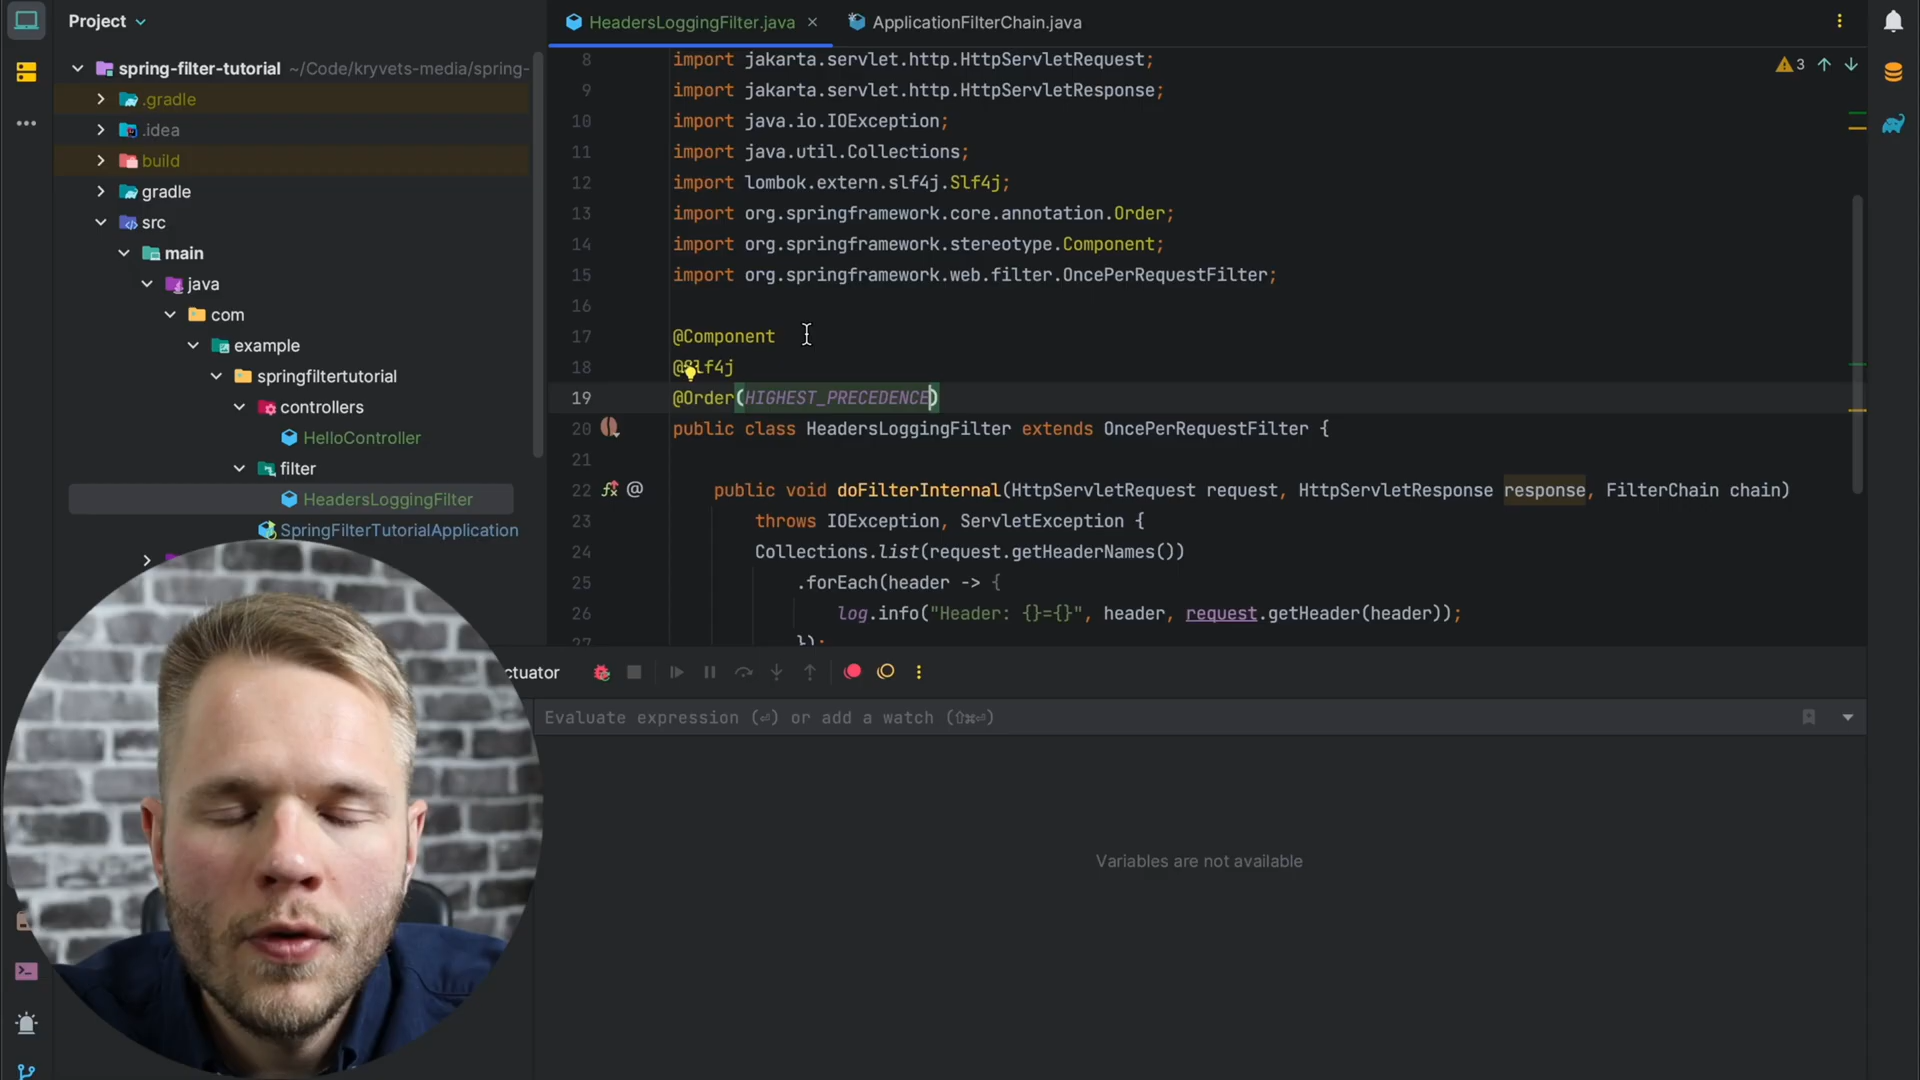 Project
HeadersLoggingFilter.java
ApplicationFilterChain.java
spring-filter-tutorial ~/Code/kryvets-media/spring-
.gradle
.idea
build
gradle
src
main
java
com
example
springfiltertutorial
controllers
HelloController
filter
HeadersLoggingFilter
SpringFilterTutorialApplication
3
8 import jakarta.servlet.http.HttpServletRequest;
9 import jakarta.servlet.http.HttpServletResponse;
10 import java.io.IOException;
11 import java.util.Collections;
12 import lombok.extern.slf4j.Slf4j;
13 import org.springframework.core.annotation.Order;
14 import org.springframework.stereotype.Component;
15 import org.springframework.web.filter.OncePerRequestFilter;
16
17 @Component
18 @Slf4j
19 @Order(HIGHEST_PRECEDENCE)
20 public class HeadersLoggingFilter extends OncePerRequestFilter {
21
22 public void doFilterInternal(HttpServletRequest request, HttpServletResponse response, FilterChain chain)
23 throws IOException, ServletException {
24 Collections.list(request.getHeaderNames())
25 .forEach(header -> {
26 log.info("Header: {}={}", header, request.getHeader(header));
27 });
ctuator
Evaluate expression (⏎) or add a watch (⇧⌘⏎)
Variables are not available